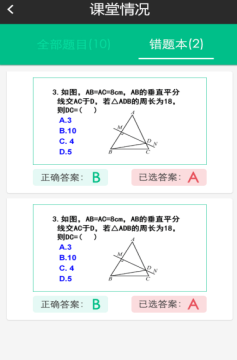 课堂情况
全部题目(10) 错题本(2)
3.如图，AB=AC=8cm，AB的垂直平分
线交AC于D，若△ADB的周长为18，
则DC=( )
A.3
B.10
C. 4
D.5
A
M
D
N
B
C
正确答案: B 已选答案: A
3.如图，AB=AC=8cm，AB的垂直平分
线交AC于D，若△ADB的周长为18，
则DC=( )
A.3
B.10
C. 4
D.5
A
M
D
N
B
C
正确答案: B 已选答案: A